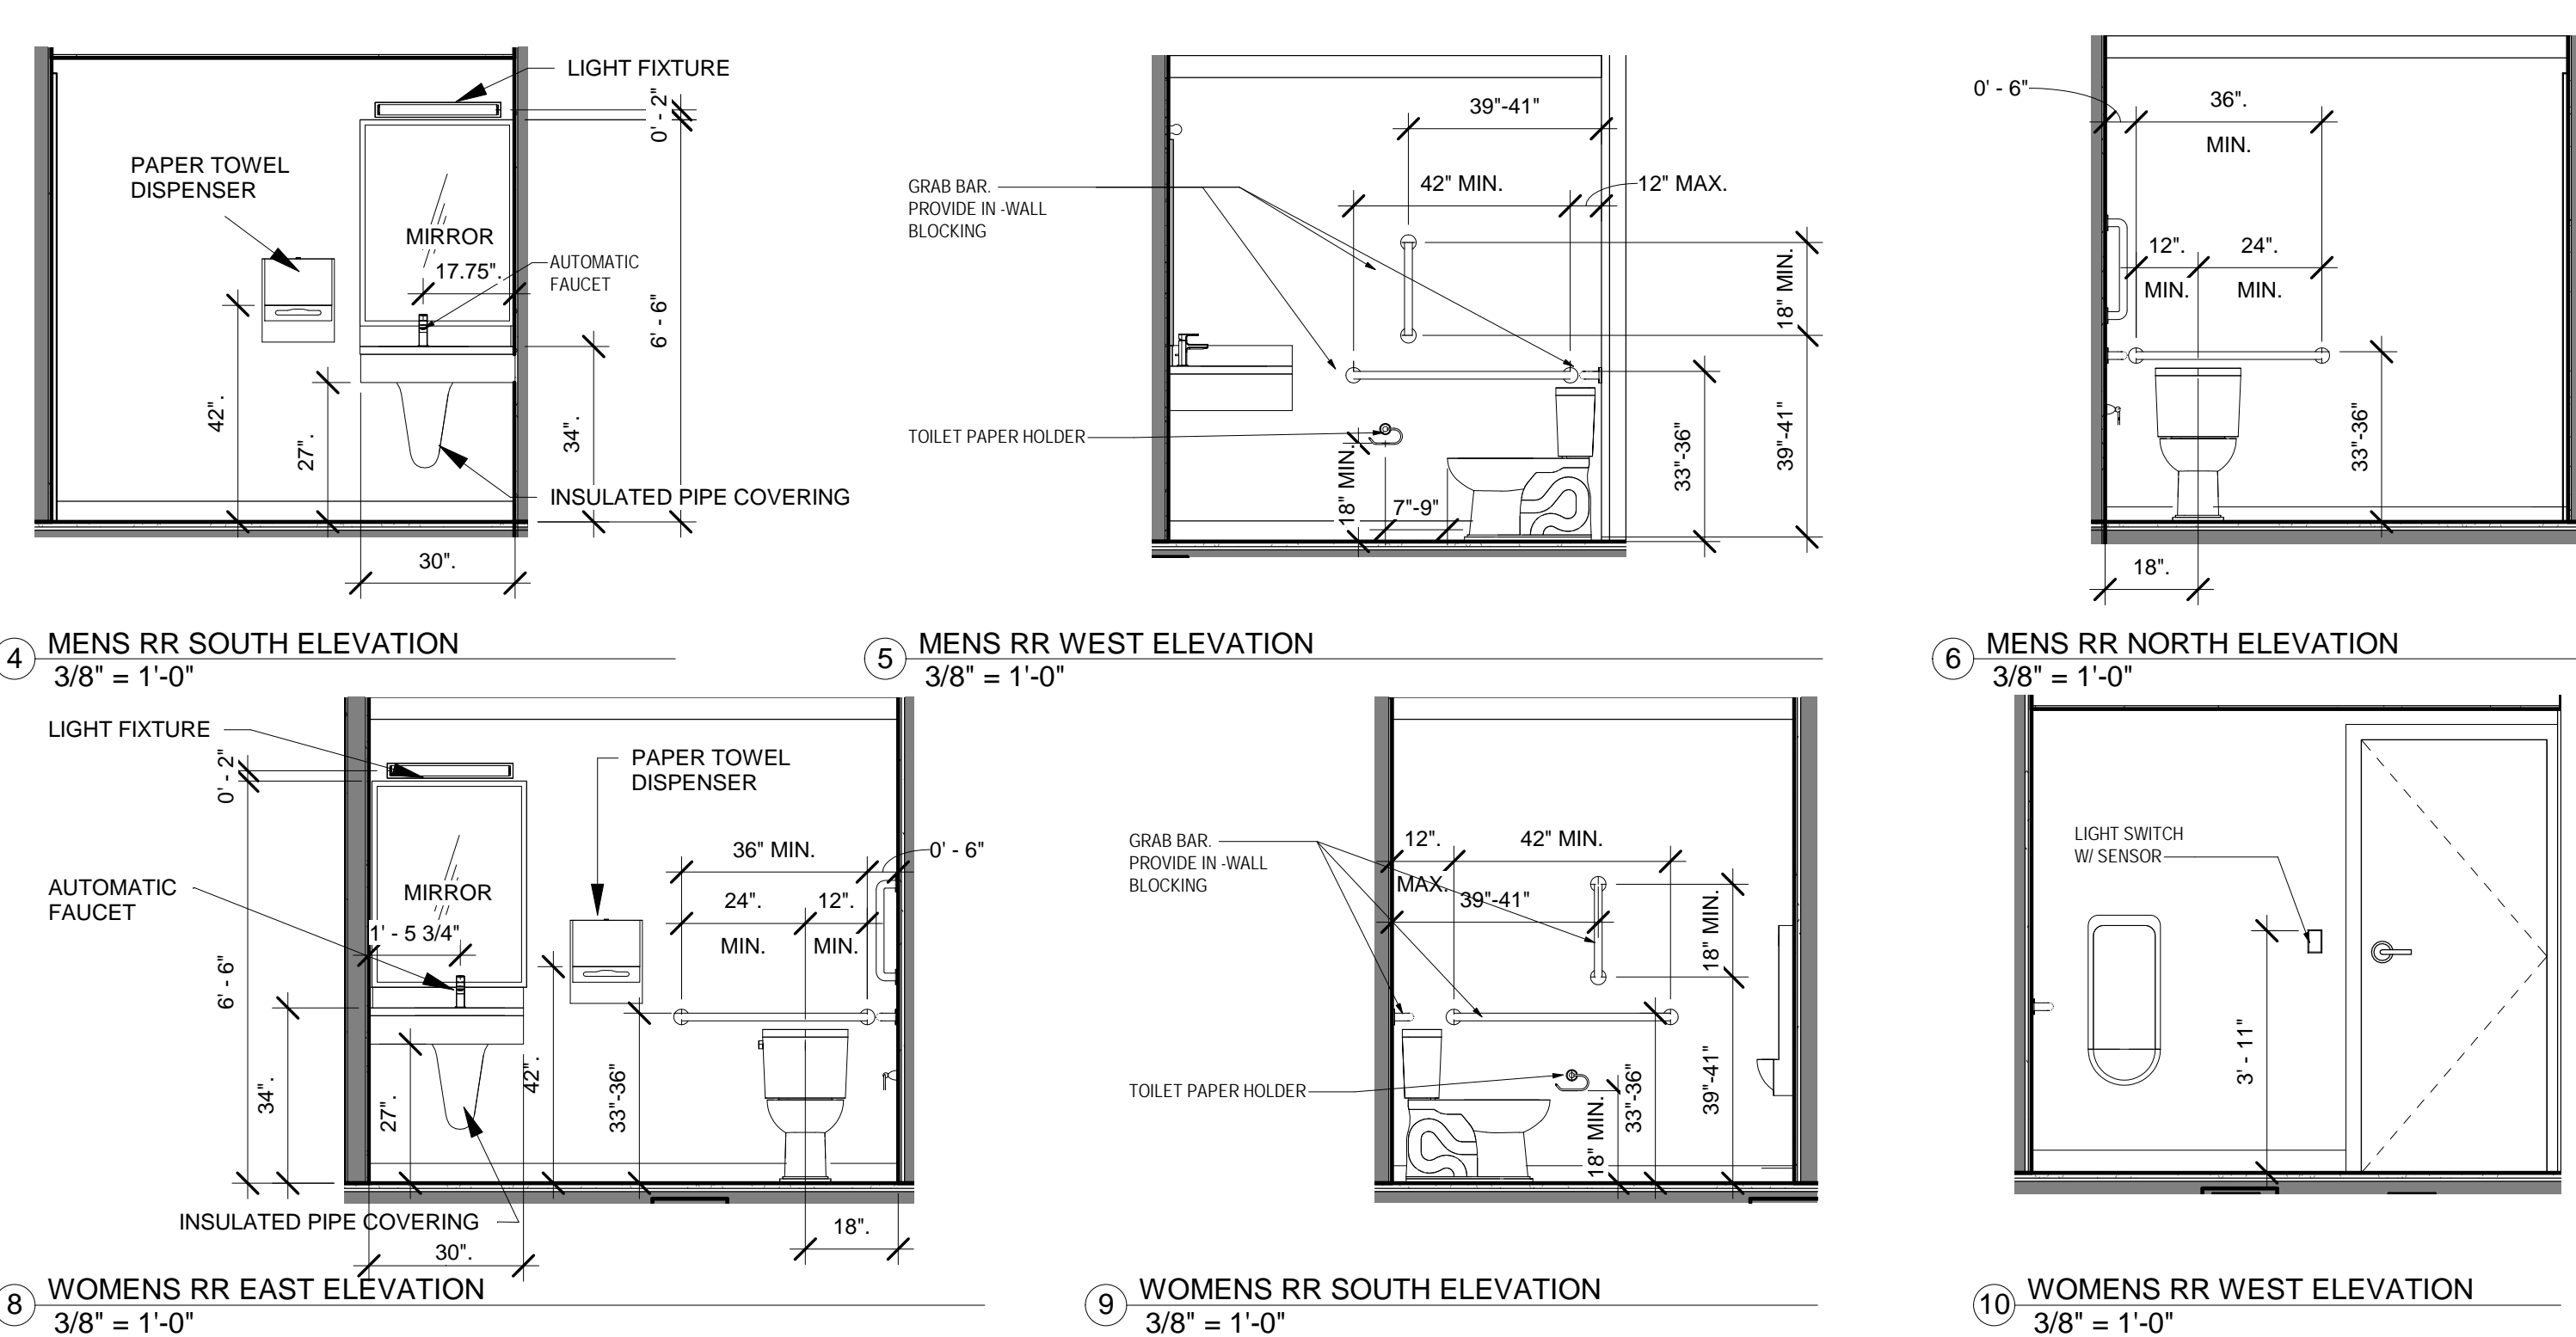 LIGHT FIXTURE
0' - 2"
PAPER TOWEL
DISPENSER
MIRROR
17.75".
AUTOMATIC
FAUCET
6' - 6"
42".
27".
34".
INSULATED PIPE COVERING
30".
4
MENS RR SOUTH ELEVATION
3/8" = 1'-0"
39"-41"
GRAB BAR.
PROVIDE IN -WALL
BLOCKING
42" MIN.
12" MAX.
18" MIN.
TOILET PAPER HOLDER
18" MIN.
7"-9"
33"-36"
39"-41"
5
MENS RR WEST ELEVATION
3/8" = 1'-0"
0' - 6"
36".
MIN.
12".
MIN.
24".
MIN.
33"-36"
18".
6
MENS RR NORTH ELEVATION
3/8" = 1'-0"
LIGHT FIXTURE
0' - 2"
PAPER TOWEL
DISPENSER
36" MIN.
0' - 6"
AUTOMATIC
FAUCET
MIRROR
24".
MIN.
12".
MIN.
1' - 5 3/4"
6' - 6"
34".
27".
42".
33"-36"
INSULATED PIPE COVERING
18".
30".
8
WOMENS RR EAST ELEVATION
3/8" = 1'-0"
GRAB BAR.
PROVIDE IN -WALL
BLOCKING
12".
MAX.
42" MIN.
39"-41"
18" MIN.
TOILET PAPER HOLDER
18" MIN.
33"-36"
39"-41"
9
WOMENS RR SOUTH ELEVATION
3/8" = 1'-0"
LIGHT SWITCH
W/ SENSOR
3' - 11"
10
WOMENS RR WEST ELEVATION
3/8" = 1'-0"